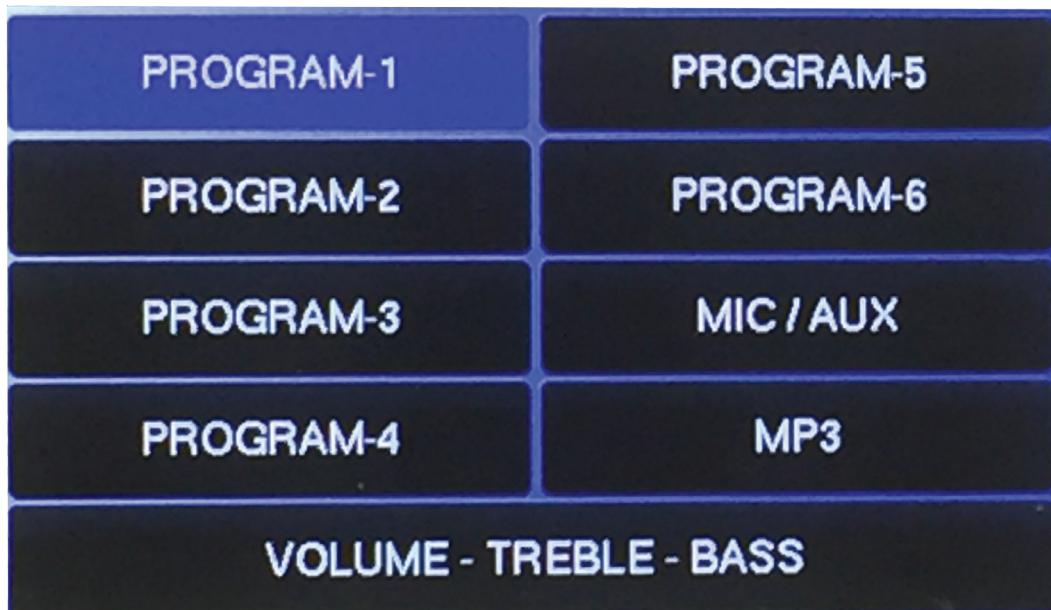 PROGRAM-1
PROGRAM-5
PROGRAM-2
PROGRAM-6
PROGRAM-3
MIC / AUX
PROGRAM-4
MP3
VOLUME - TREBLE - BASS